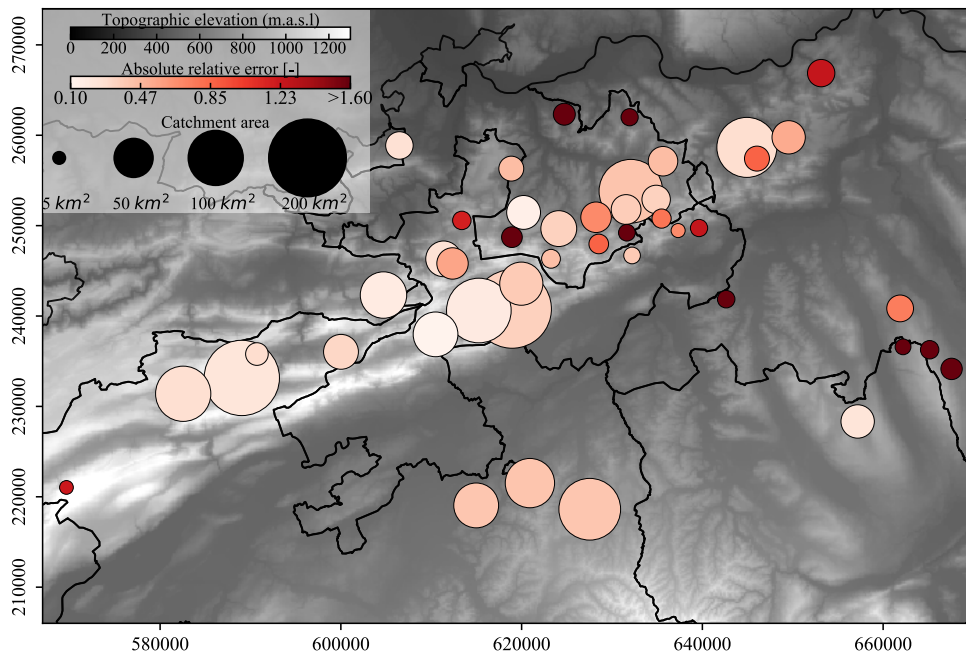 Topographic elevation (m.a.s.l)
0 200 400 600 800 1000 1200
Absolute relative error [-]
0.10 0.47 0.85 1.23 >1.60
Catchment area
5 km² 50 km² 100 km² 200 km²
270000
260000
250000
240000
230000
220000
210000
580000 600000 620000 640000 660000